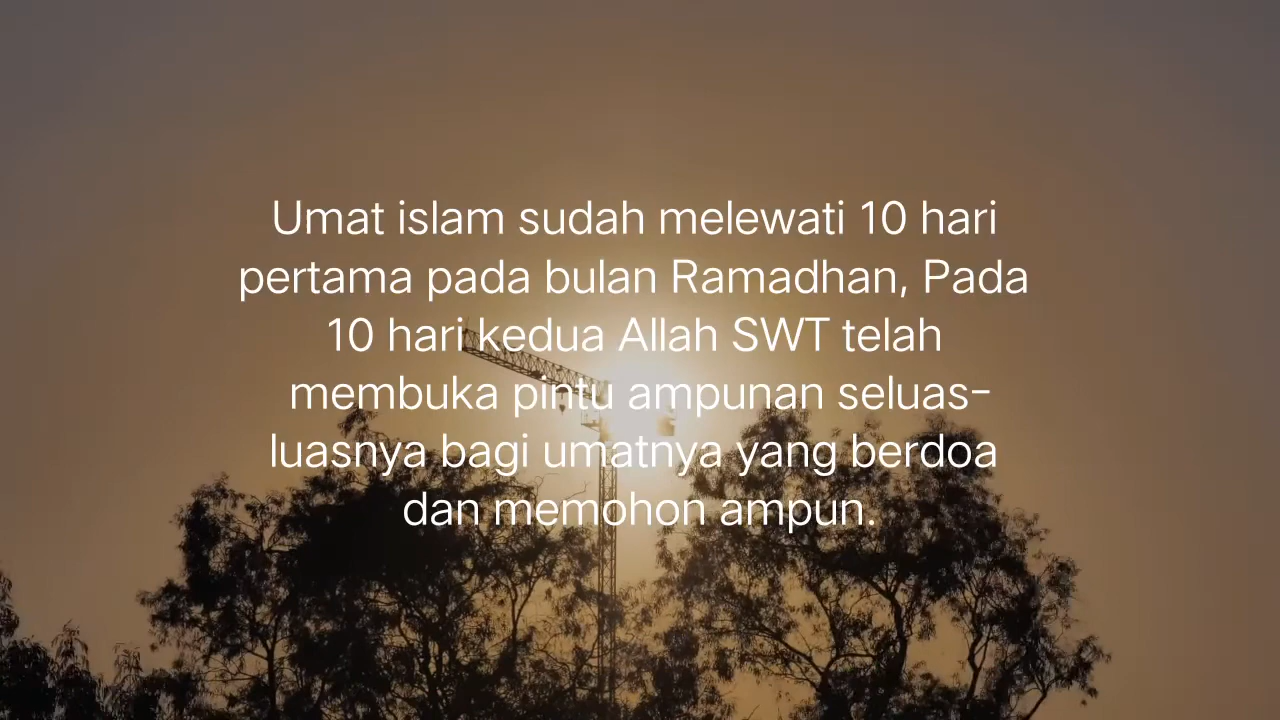 Umat islam sudah melewati 10 hari
pertama pada bulan Ramadhan, Pada
10 hari kedua Allah SWT telah
membuka pintu ampunan seluas-
luasnya bagi umatnya yang berdoa
dan memohon ampun.